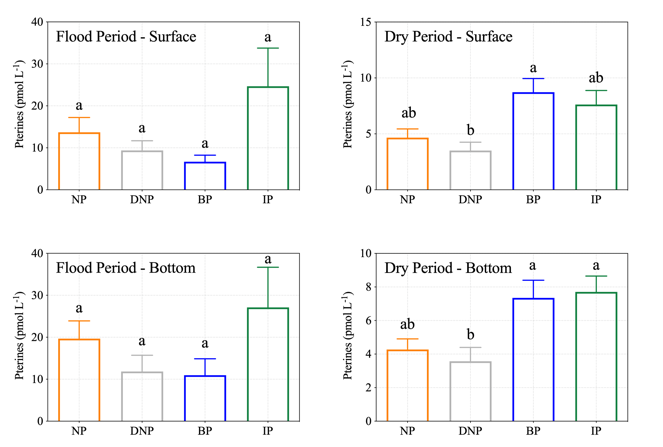 Flood Period - Surface
Pterines (pmol L⁻¹)
40
30
20
10
0
a
a
a
a
NP
DNP
BP
IP
Dry Period - Surface
Pterines (pmol L⁻¹)
15
10
5
0
ab
b
a
ab
NP
DNP
BP
IP
Flood Period - Bottom
Pterines (pmol L⁻¹)
40
30
20
10
0
a
a
a
a
NP
DNP
BP
IP
Dry Period - Bottom
Pterines (pmol L⁻¹)
10
8
6
4
2
0
ab
b
a
a
NP
DNP
BP
IP